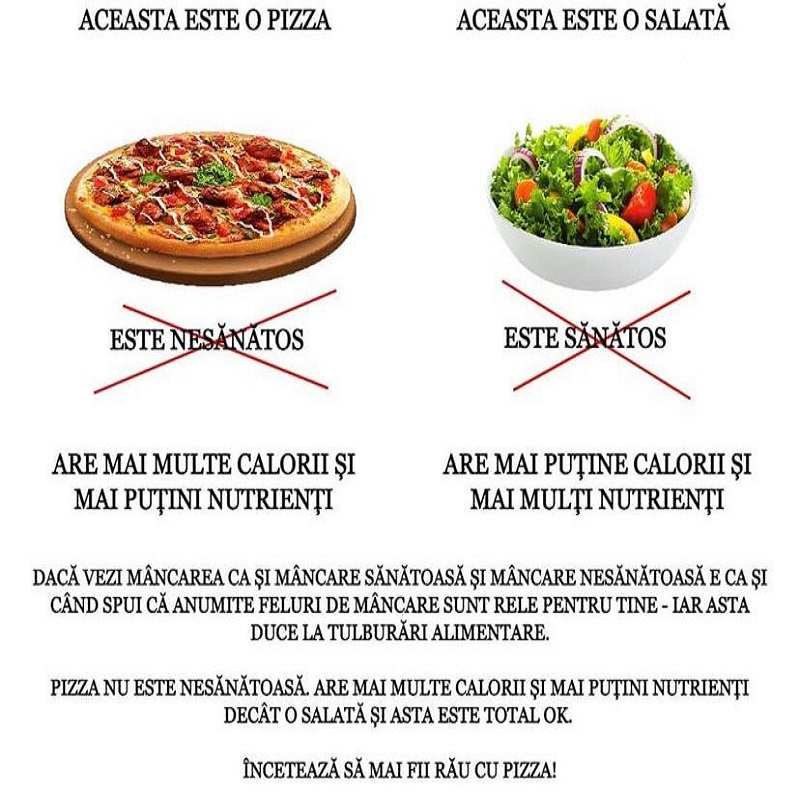 ACEASTA ESTE O PIZZA
ACEASTA ESTE O SALATĂ
ESTE NESĂNĂTOS
ESTE SĂNĂTOS
ARE MAI MULTE CALORII ŞI
MAI PUŢINI NUTRIENŢI
ARE MAI PUŢINE CALORII ŞI
MAI MULŢI NUTRIENŢI
DACĂ VEZI MÂNCAREA CA ŞI MÂNCARE SĂNĂTOASĂ ŞI MÂNCARE NESĂNĂTOASĂ E CA ŞI
CÂND SPUI CĂ ANUMITE FELURI DE MÂNCARE SUNT RELE PENTRU TINE - IAR ASTA
DUCE LA TULBURĂRI ALIMENTARE.
PIZZA NU ESTE NESĂNĂTOASĂ. ARE MAI MULTE CALORII ŞI MAI PUŢINI NUTRIENŢI
DECÂT O SALATĂ ŞI ASTA ESTE TOTAL OK.
ÎNCETEAZĂ SĂ MAI FII RĂU CU PIZZA!